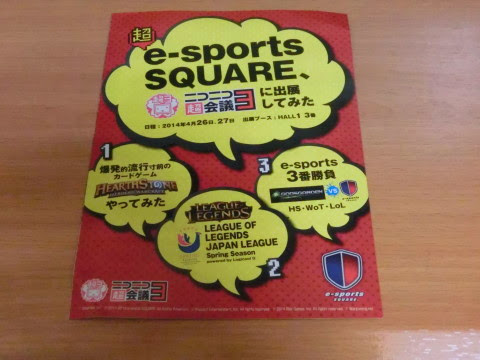 超
e-sports
SQUARE、
ニコニコ
超会議3
に出展
してみた
日程：2014年4月26日、27日 出展ブース：HALL1 3番
1
爆発的流行寸前の
カードゲーム
HEARTHSTONE
やってみた
3
e-sports
3番勝負
VS
HS・WoT・LoL
LEAGUE OF
LEGENDS
LEAGUE OF
LEGENDS
JAPAN LEAGUE
Spring Season
2
ニコニコ
超会議3
e-sports
SQUARE